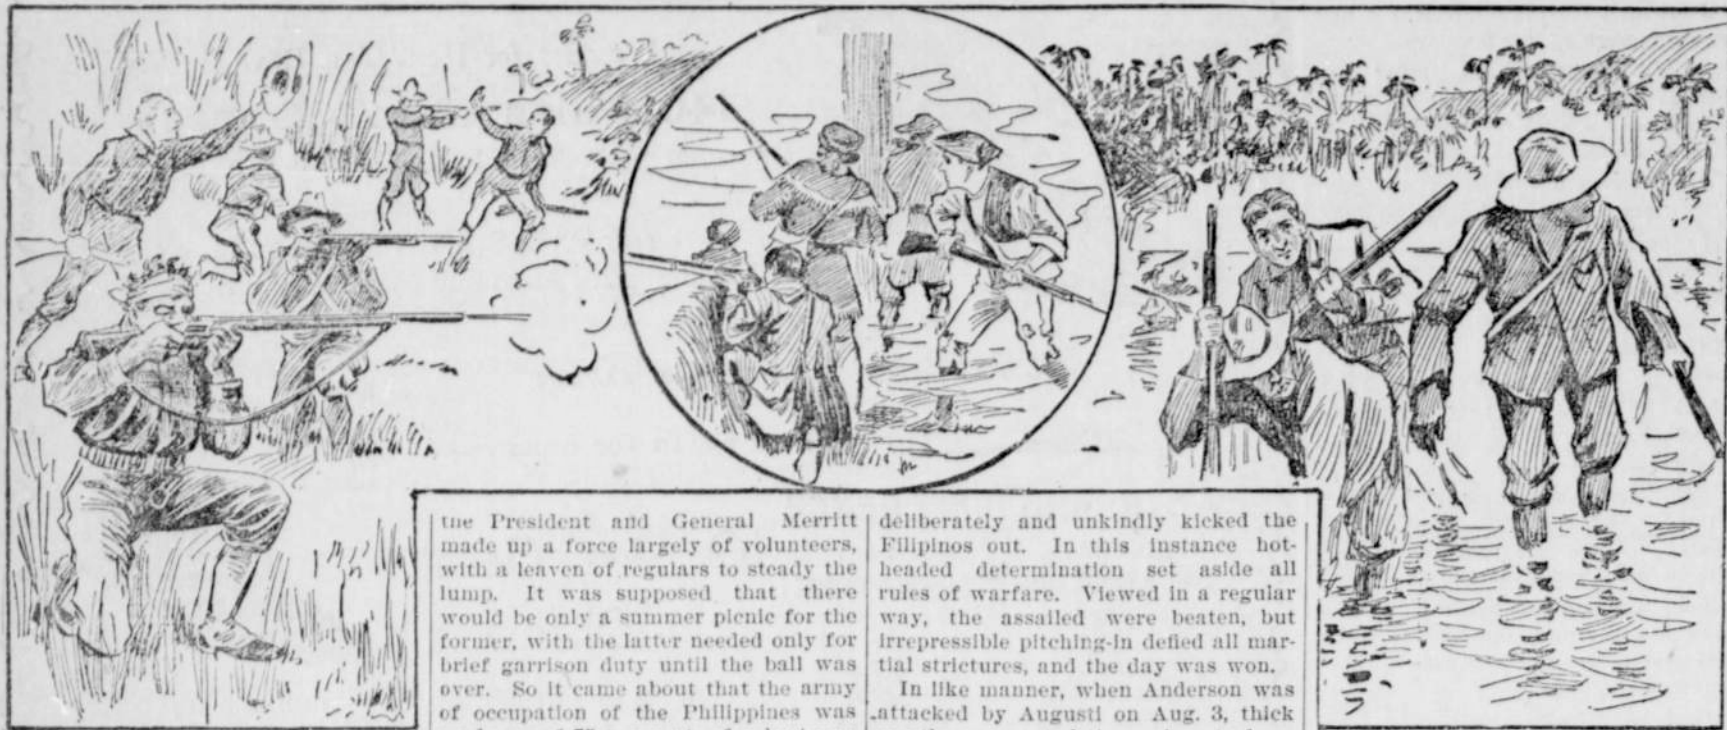 the President and General Merritt
made up a force largely of volunteers,
with a leaven of regulars to steady the
lump. It was supposed that there
would be only a summer picnic for the
former, with the latter needed only for
brief garrison duty until the ball was
over. So it came about that the army
of occupation of the Philippines was
deliberately and unkindly kicked the
Filipinos out. In this instance hot-
headed determination set aside all
rules of warfare. Viewed in a regular
way, the assailed were beaten, but
irrepressible pitching-in defied all mar-
tial strictures, and the day was won.
In like manner, when Anderson was
attacked by Augusti on Aug. 3, thick